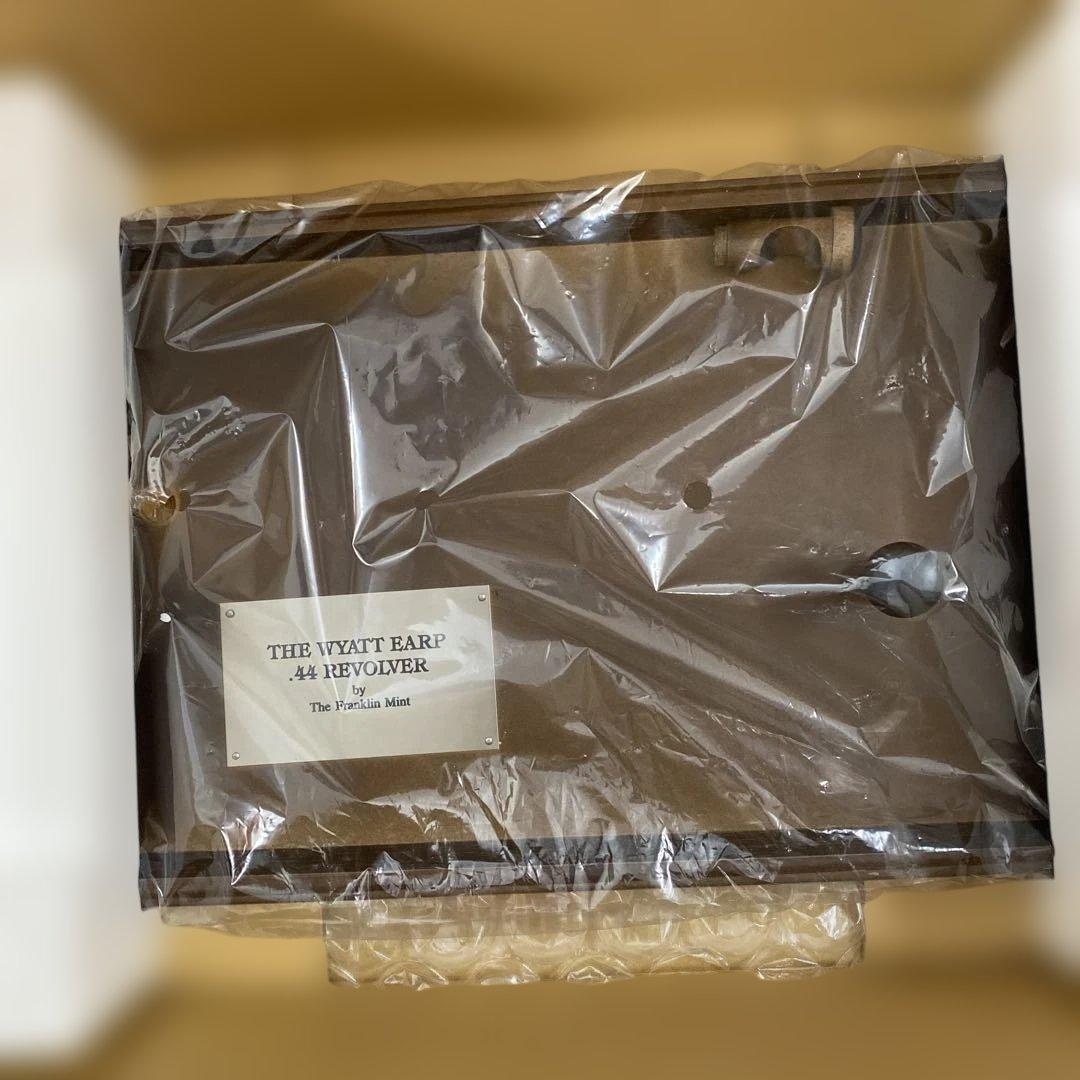 THE WYATT EARP
.44 REVOLVER
by
The Franklin Mint